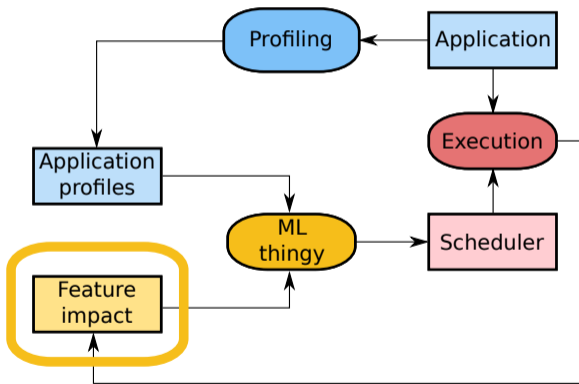 Profiling
Application
Application
profiles
Execution
ML
thingy
Scheduler
Feature
impact